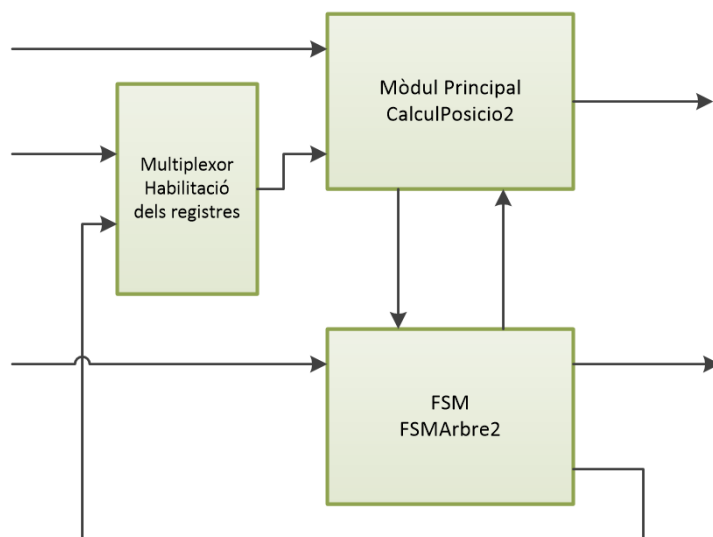 Mòdul Principal
CalculPosicio2
Multiplexor
Habilitació
dels registres
FSM
FSMArbre2